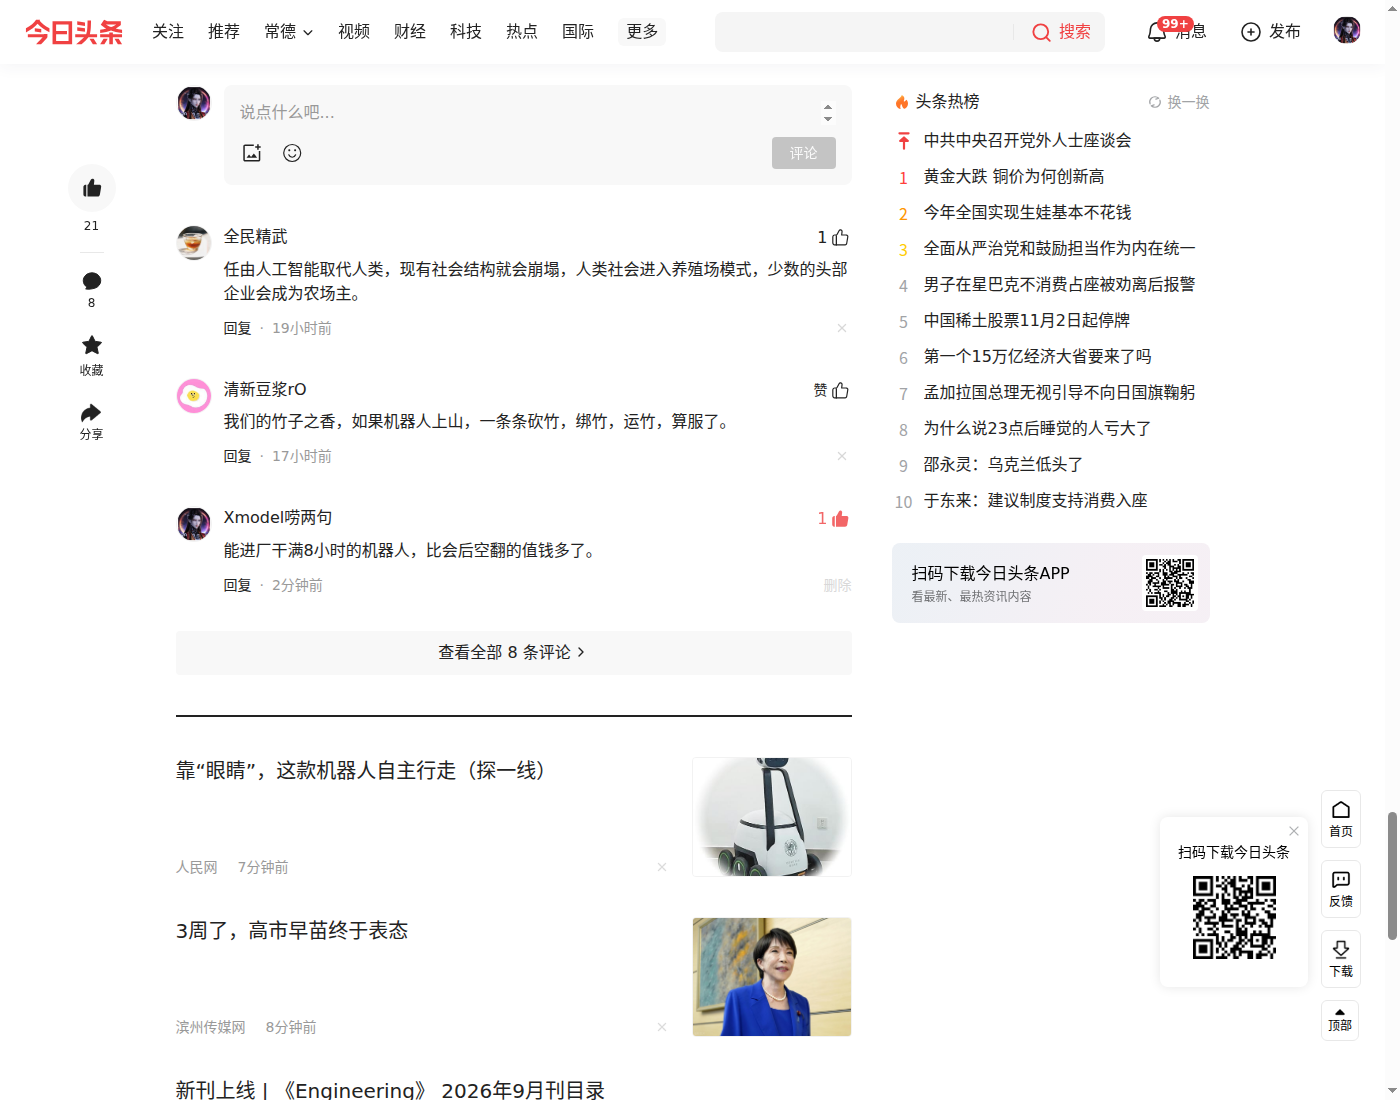 今日头条
关注 推荐 常德 视频 财经 科技 热点 国际 更多
搜索
99+
消息
发布
说点什么吧...
评论
21
8
收藏
分享
全民精武
1
任由人工智能取代人类，现有社会结构就会崩塌，人类社会进入养殖场模式，少数的头部
企业会成为农场主。
回复 · 19小时前
清新豆浆rO
赞
我们的竹子之香，如果机器人上山，一条条砍竹，绑竹，运竹，算服了。
回复 · 17小时前
Xmodel唠两句
1
能进厂干满8小时的机器人，比会后空翻的值钱多了。
回复 · 2分钟前
删除
查看全部 8 条评论
靠“眼睛”，这款机器人自主行走（探一线）
人民网 7分钟前
3周了，高市早苗终于表态
滨州传媒网 8分钟前
新刊上线 | 《Engineering》 2026年9月刊目录
头条热榜
换一换
中共中央召开党外人士座谈会
1 黄金大跌 铜价为何创新高
2 今年全国实现生娃基本不花钱
3 全面从严治党和鼓励担当作为内在统一
4 男子在星巴克不消费占座被劝离后报警
5 中国稀土股票11月2日起停牌
6 第一个15万亿经济大省要来了吗
7 孟加拉国总理无视引导不向日国旗鞠躬
8 为什么说23点后睡觉的人亏大了
9 邵永灵：乌克兰低头了
10 于东来：建议制度支持消费入座
扫码下载今日头条APP
看最新、最热资讯内容
扫码下载今日头条
首页
反馈
下载
顶部